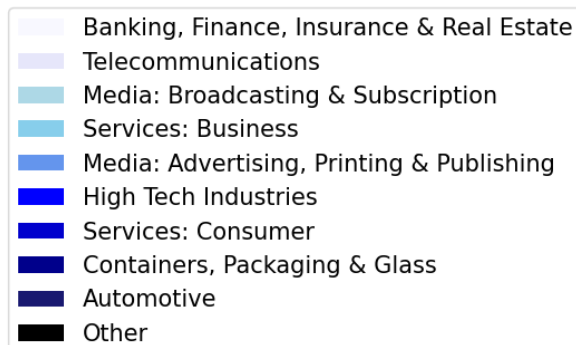 Banking, Finance, Insurance & Real Estate
Telecommunications
Media: Broadcasting & Subscription
Services: Business
Media: Advertising, Printing & Publishing
High Tech Industries
Services: Consumer
Containers, Packaging & Glass
Automotive
Other